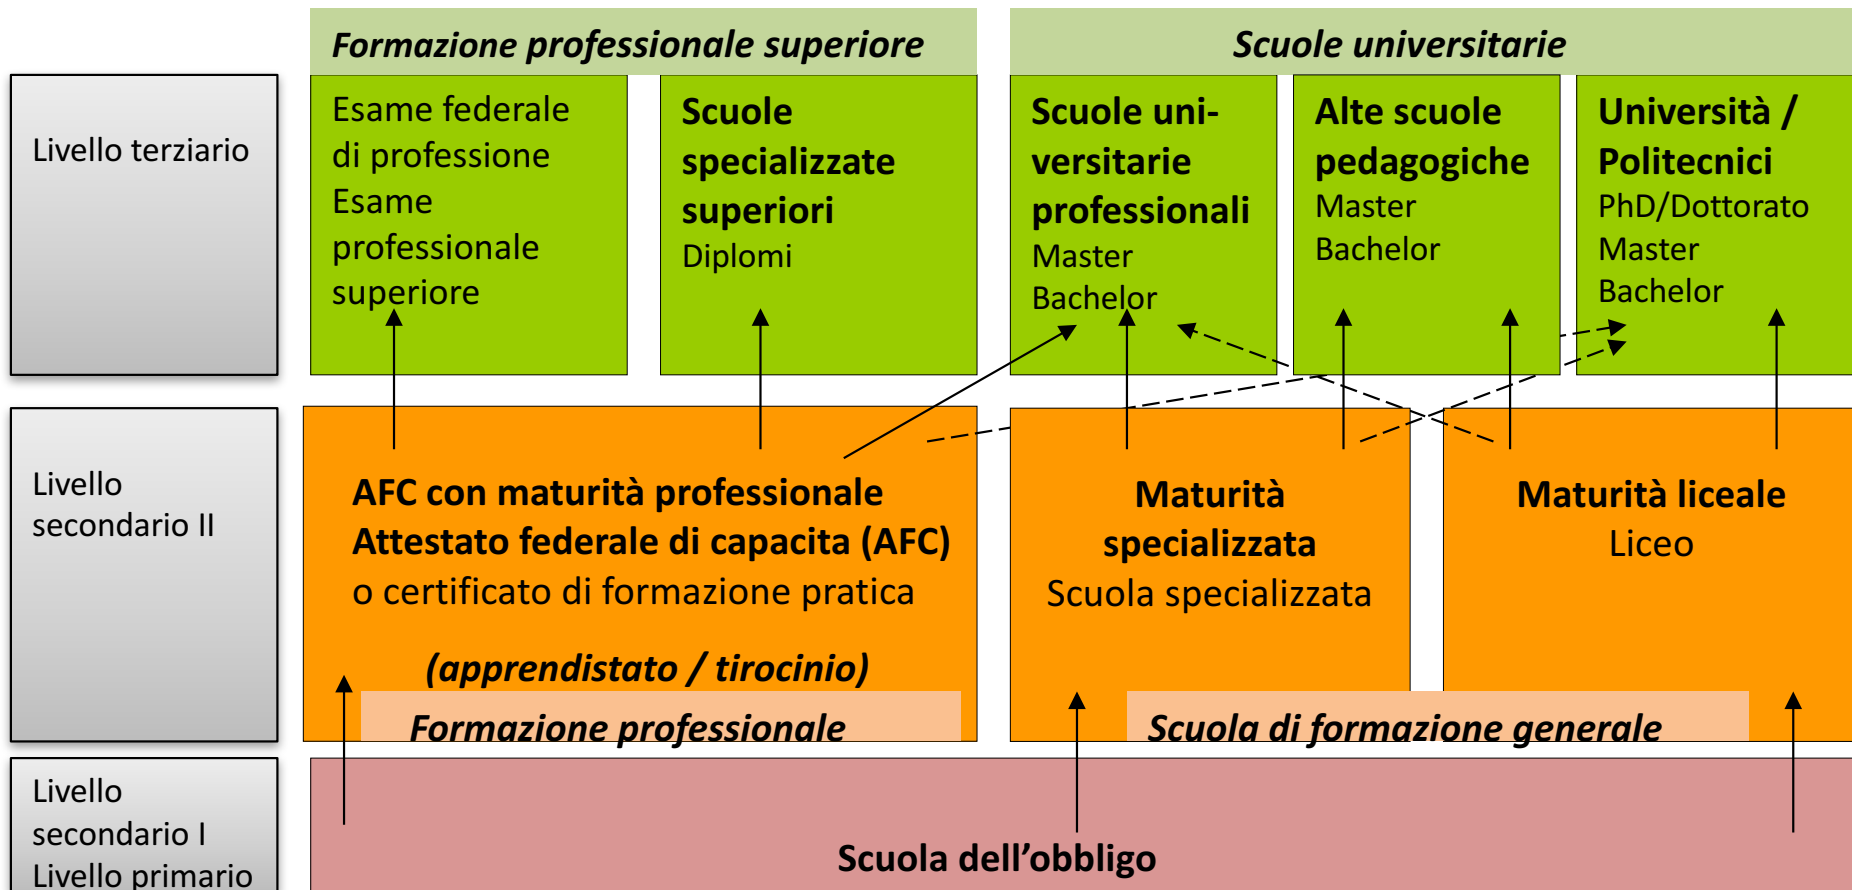 Formazione professionale superiore
Scuole universitarie
Livello terziario
Esame federale
di professione
Esame
professionale
superiore
Scuole
specializzate
superiori
Diplomi
Scuole uni-
versitarie
professionali
Master
Bachelor
Alte scuole
pedagogiche
Master
Bachelor
Università /
Politecnici
PhD/Dottorato
Master
Bachelor
Livello
secondario II
AFC con maturità professionale
Attestato federale di capacita (AFC)
o certificato di formazione pratica
(apprendistato / tirocinio)
Formazione professionale
Maturità
specializzata
Scuola specializzata
Maturità liceale
Liceo
Scuola di formazione generale
Livello
secondario I
Livello primario
Scuola dell’obbligo